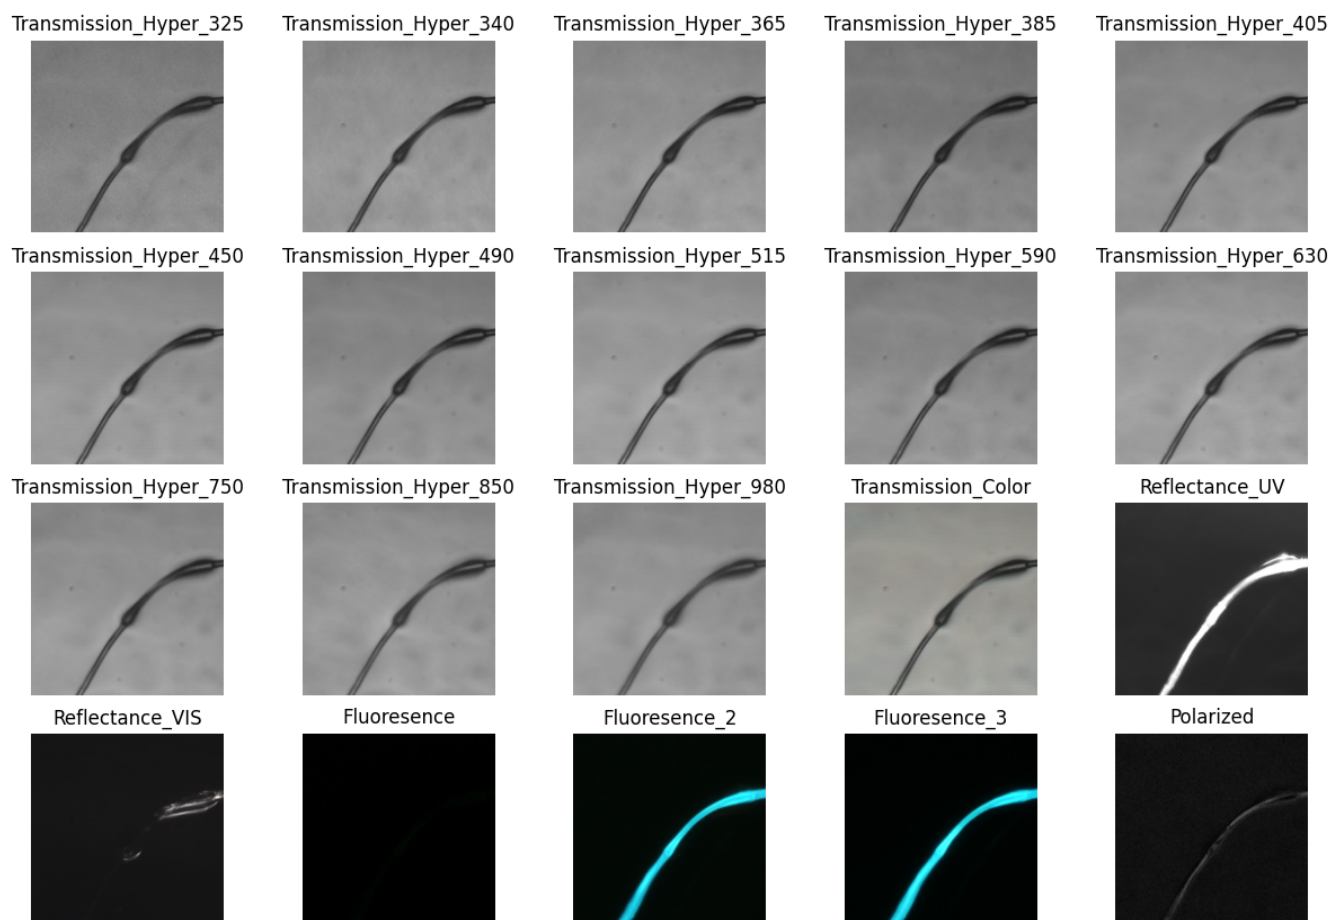 Transmission_Hyper_325 Transmission_Hyper_340 Transmission_Hyper_365 Transmission_Hyper_385 Transmission_Hyper_405
Transmission_Hyper_450 Transmission_Hyper_490 Transmission_Hyper_515 Transmission_Hyper_590 Transmission_Hyper_630
Transmission_Hyper_750 Transmission_Hyper_850 Transmission_Hyper_980 Transmission_Color Reflectance_UV
Reflectance_VIS Fluoresence Fluoresence_2 Fluoresence_3 Polarized